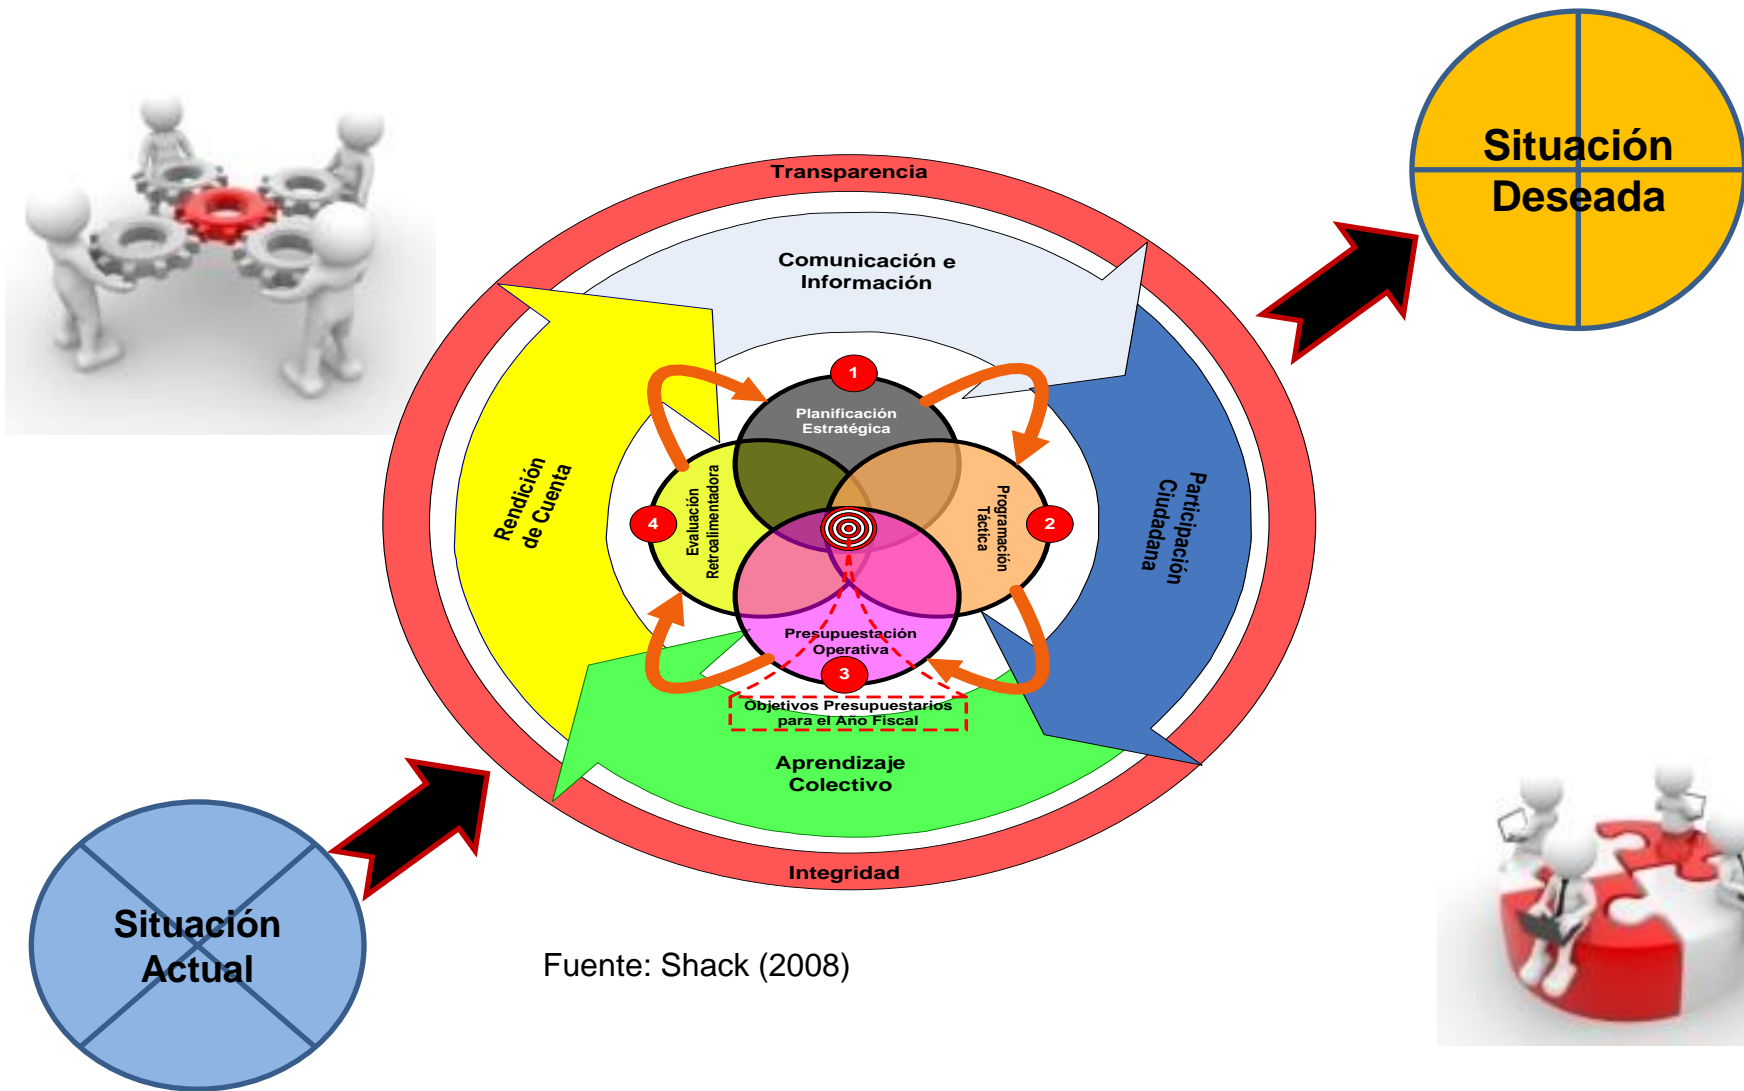 Situación
Deseada
Transparencia
Comunicación e
Información
1
Planificación
Estratégica
Rendición
de Cuenta
4
Evaluación
Retroalimentadora
Programación
Táctica
2
Participación
Ciudadana
Presupuestación
Operativa
3
Objetivos Presupuestarios
para el Año Fiscal
Aprendizaje
Colectivo
Integridad
Situación
Actual
Fuente: Shack (2008)